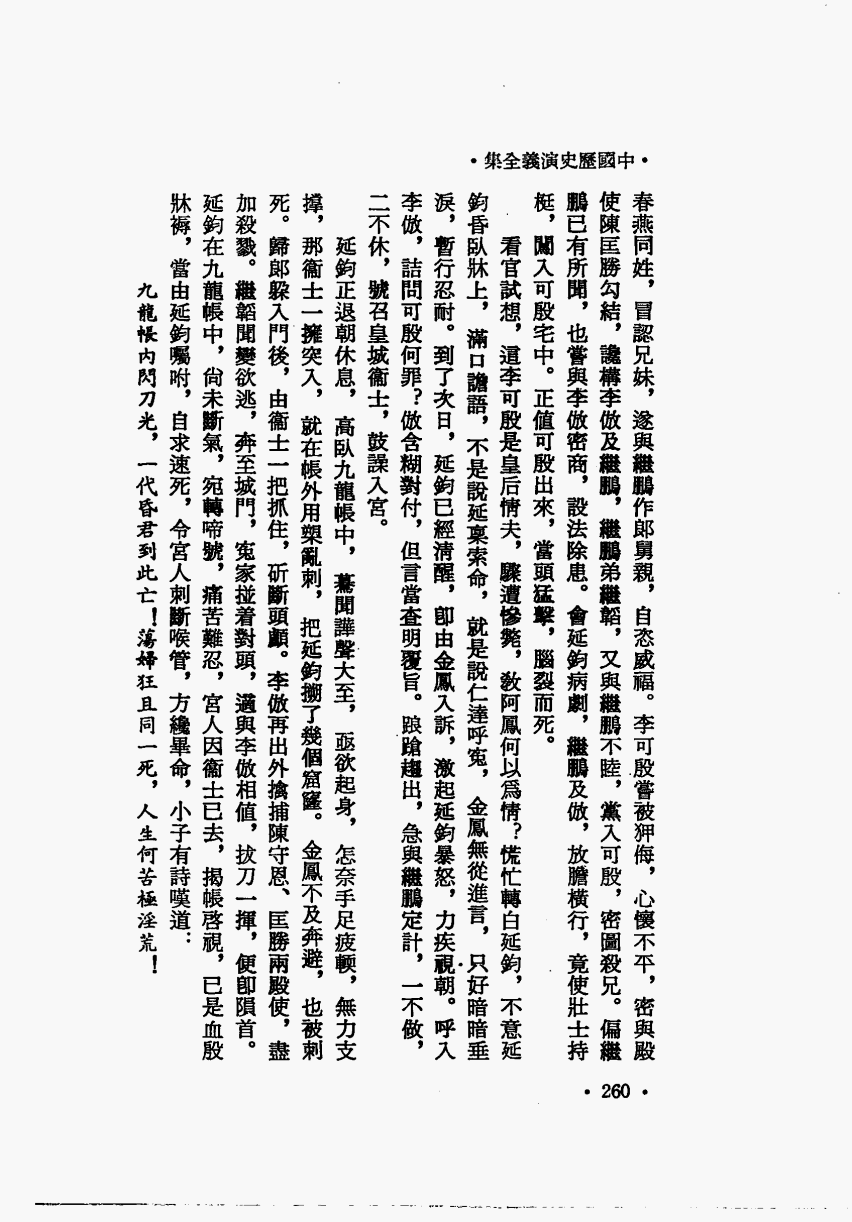 •中國歷史演義全集•
春燕同姓，冒認兄妹，遂與繼鵬作郎舅親，自恣威福。李可殷嘗被狎侮，心懷不平，密與殿
使陳匡勝勾結，讒構李倣及繼鵬，繼鵬弟繼韜，又與繼鵬不睦，黨入可殷，密圖殺兄。偏繼
鵬已有所聞，也嘗與李倣密商，設法除患。會延鈞病劇，繼鵬及倣，放膽橫行，竟使壯士持
梃，闖入可殷宅中。正值可殷出來，當頭猛擊，腦裂而死。
看官試想，這李可殷是皇后情夫，驟遭慘斃，教阿鳳何以爲情？慌忙轉白延鈞，不意延
鈞昏臥牀上，滿口譫語，不是說延稟索命，就是說仁達呼冤，金鳳無從進言，只好暗暗垂
淚，暫行忍耐。到了次日，延鈞已經清醒，卽由金鳳入訴，激起延鈞暴怒，力疾視朝。呼入
李倣，詰問可殷何罪？倣含糊對付，但言當查明覆旨。踉蹌趨出，急與繼鵬定計，一不做，
二不休，號召皇城衞士，鼓譟入宮。
延鈞正退朝休息，高臥九龍帳中，驀聞譁聲大至，亟欲起身，怎奈手足疲軟，無力支
撐，那衞士一擁突入，就在帳外用槊亂刺，把延鈞搠了幾個窟窿。金鳳不及奔避，也被刺
死。歸郎躱入門後，由衞士一把抓住，斫斷頭顱。李倣再出外擒捕陳守恩、匡勝兩殿使，盡
加殺戮。繼韜聞變欲逃，奔至城門，冤家碰着對頭，適與李倣相值，拔刀一揮，便卽隕首。
延鈞在九龍帳中，尙未斷氣，宛轉啼號，痛苦難忍，宮人因衞士已去，揭帳啓視，已是血殷
牀褥，當由延鈞囑咐，自求速死，令宮人刺斷喉管，方纔畢命，小子有詩嘆道：
九龍帳內閃刀光，一代昏君到此亡！蕩婦狂且同一死，人生何苦極淫荒！
•260•